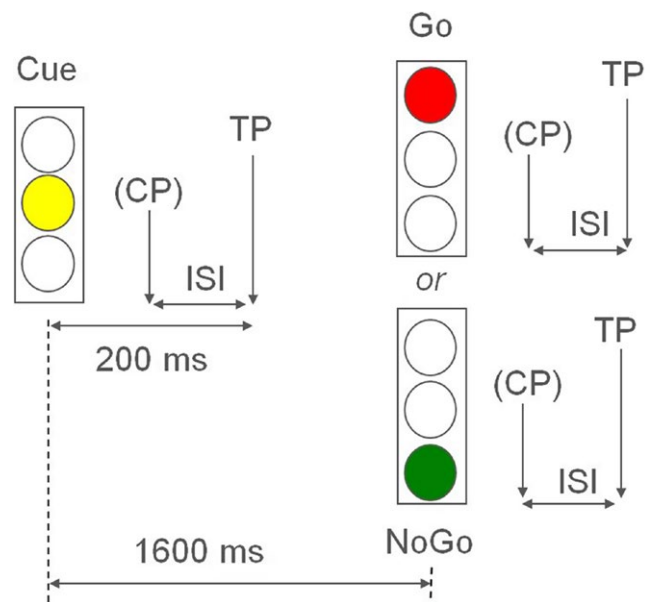 Cue
(CP)
TP
ISI
200 ms
Go
(CP)
TP
ISI
or
(CP)
TP
ISI
NoGo
1600 ms